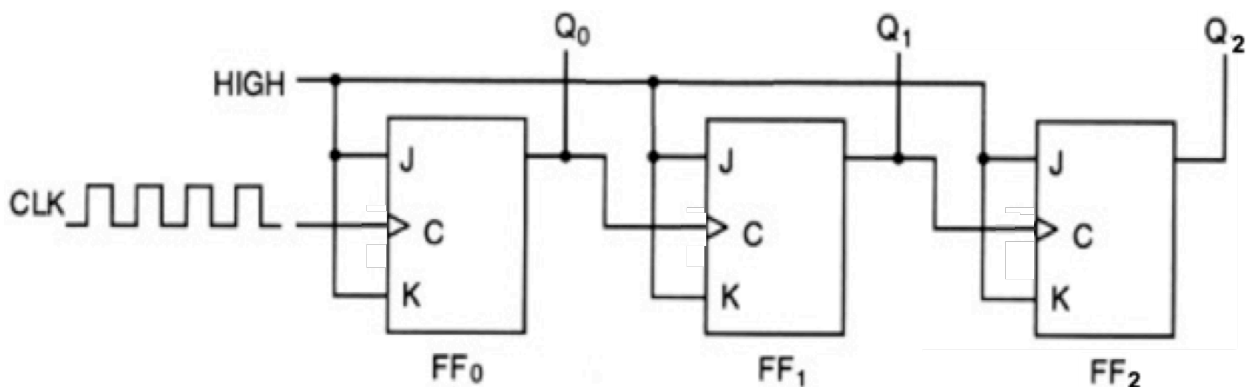 Q₀ Q₁ Q₂
HIGH
J J J
CLK C C C
K K K
FF₀ FF₁ FF₂